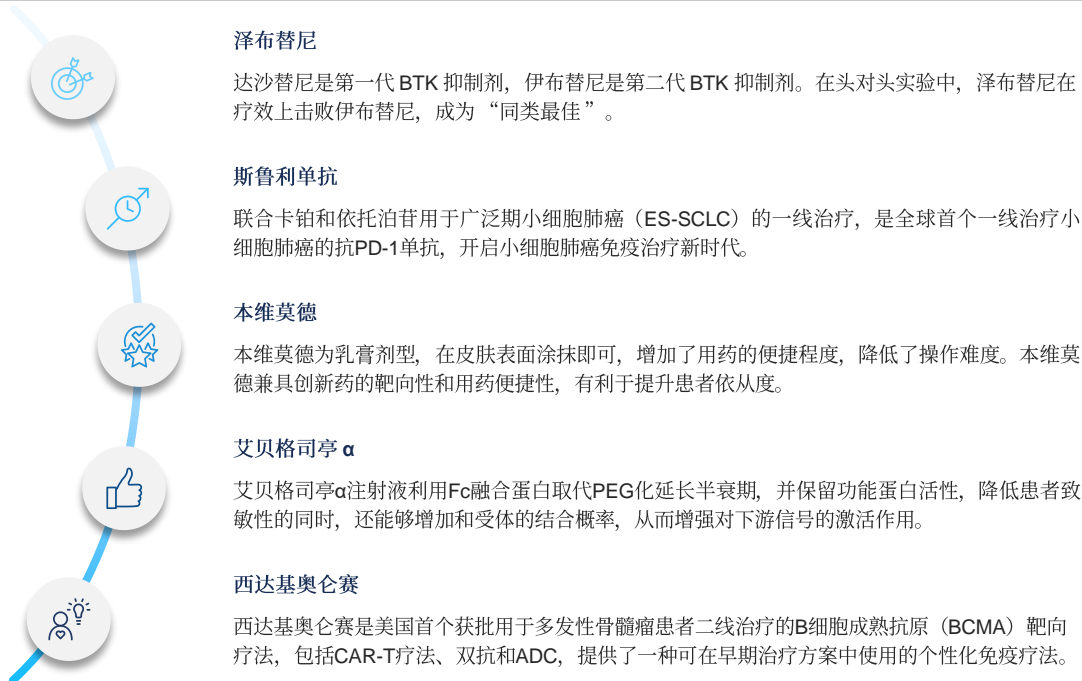 泽布替尼
达沙替尼是第一代 BTK 抑制剂，伊布替尼是第二代 BTK 抑制剂。在头对头实验中，泽布替尼在
疗效上击败伊布替尼，成为 “同类最佳 ” 。
斯鲁利单抗
联合卡铂和依托泊苷用于广泛期小细胞肺癌（ES-SCLC）的一线治疗，是全球首个一线治疗小
细胞肺癌的抗PD-1单抗，开启小细胞肺癌免疫治疗新时代。
本维莫德
本维莫德为乳膏剂型，在皮肤表面涂抹即可，增加了用药的便捷程度，降低了操作难度。本维莫
德兼具创新药的靶向性和用药便捷性，有利于提升患者依从度。
艾贝格司亭 α
艾贝格司亭α注射液利用Fc融合蛋白取代PEG化延长半衰期，并保留功能蛋白活性，降低患者致
敏性的同时，还能够增加和受体的结合概率，从而增强对下游信号的激活作用。
西达基奥仑赛
西达基奥仑赛是美国首个获批用于多发性骨髓瘤患者二线治疗的B细胞成熟抗原（BCMA）靶向
疗法，包括CAR-T疗法、双抗和ADC，提供了一种可在早期治疗方案中使用的个性化免疫疗法。